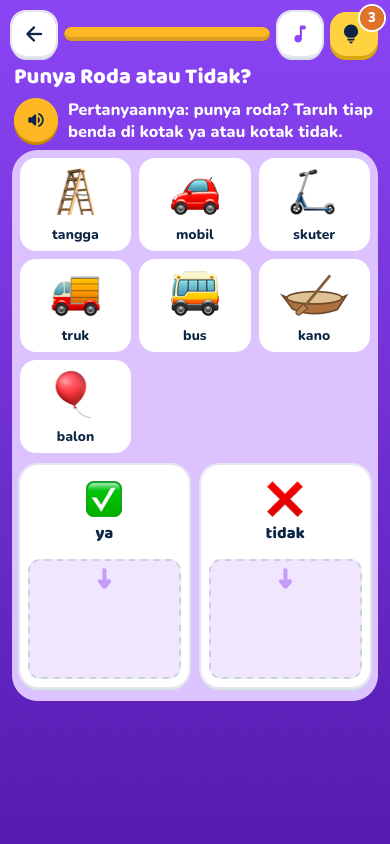 3
Punya Roda atau Tidak?
Pertanyaannya: punya roda? Taruh tiap
benda di kotak ya atau kotak tidak.
tangga
mobil
skuter
truk
bus
kano
balon
ya
tidak